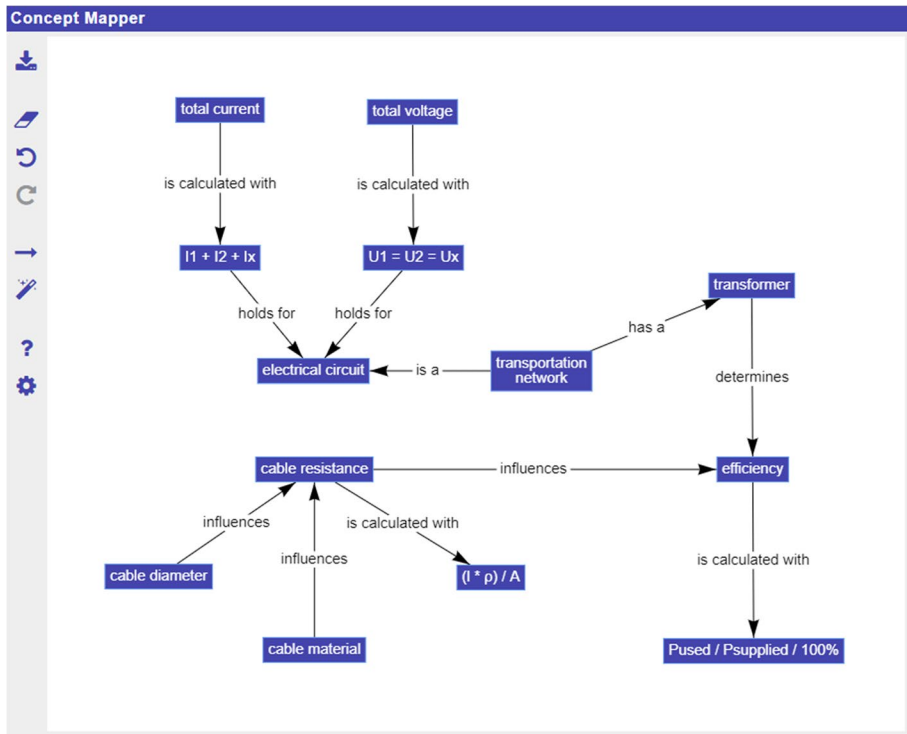 Concept Mapper
total current
total voltage
is calculated with
is calculated with
I1 + I2 + Ix
U1 = U2 = Ux
transformer
holds for
holds for
has a
electrical circuit
is a
transportation
network
determines
cable resistance
influences
efficiency
influences
is calculated with
influences
is calculated with
cable diameter
(l * ρ) / A
cable material
Pused / Psupplied / 100%
?